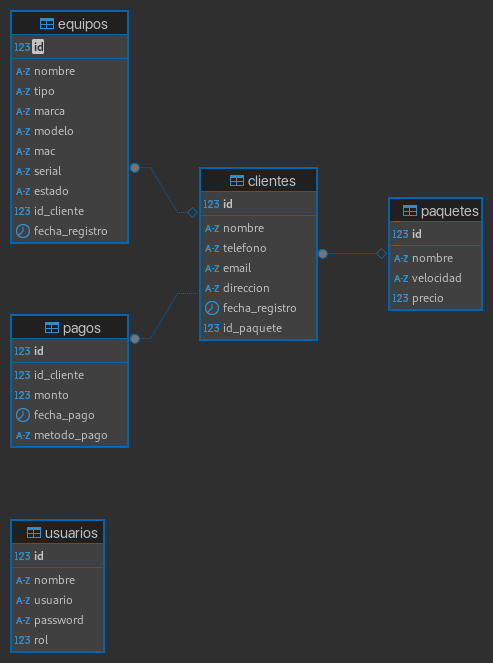 equipos
123 id
A-Z nombre
A-Z tipo
A-Z marca
A-Z modelo
A-Z mac
A-Z serial
A-Z estado
123 id_cliente
fecha_registro
clientes
123 id
A-Z nombre
A-Z telefono
A-Z email
A-Z direccion
fecha_registro
123 id_paquete
paquetes
123 id
A-Z nombre
A-Z velocidad
123 precio
pagos
123 id
123 id_cliente
123 monto
fecha_pago
A-Z metodo_pago
usuarios
123 id
A-Z nombre
A-Z usuario
A-Z password
123 rol